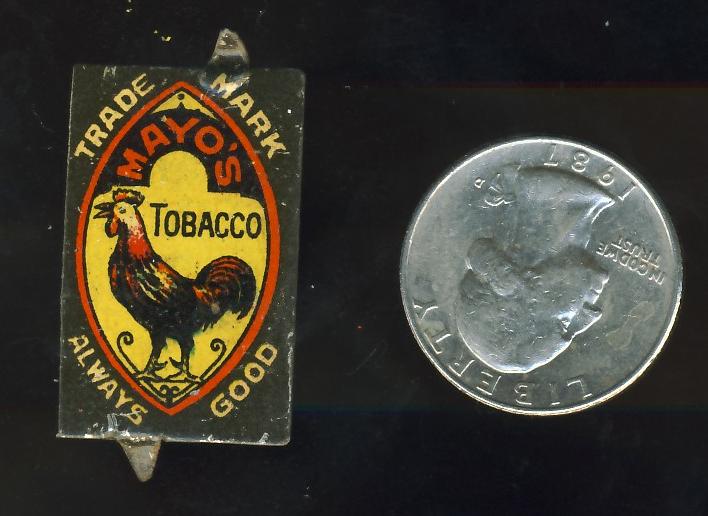 TRADE MARK
MAYO'S
TOBACCO
ALWAYS GOOD
1987
D
IN GOD WE
TRUST
LIBERTY